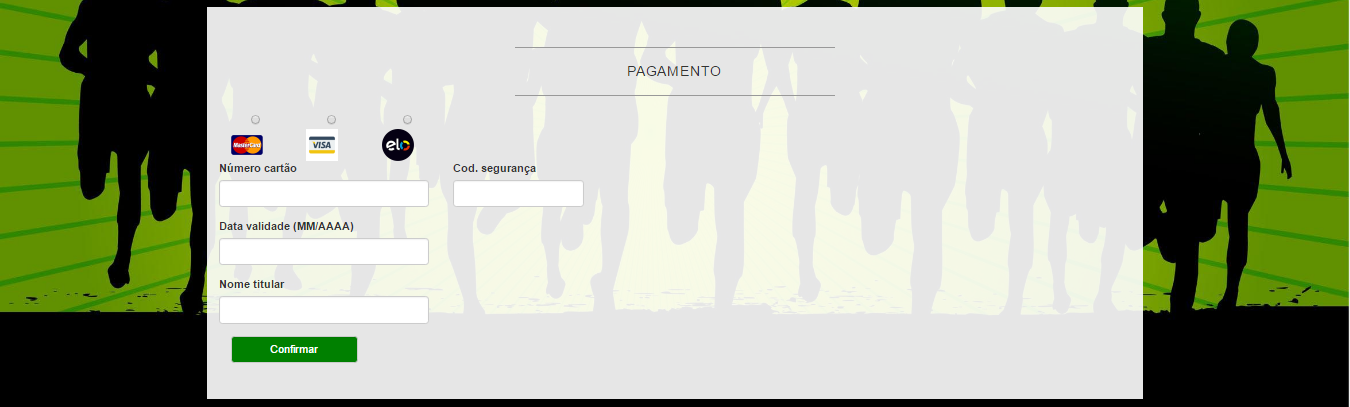 PAGAMENTO
MasterCard VISA elo
Número cartão Cod. segurança
Data validade (MM/AAAA)
Nome titular
Confirmar